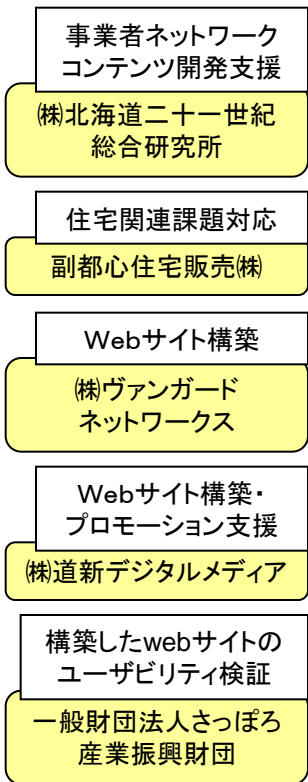 事業者ネットワーク
コンテンツ開発支援
㈱北海道二十一世紀
総合研究所
住宅関連課題対応
副都心住宅販売㈱
Webサイト構築
㈱ヴァンガード
ネットワークス
Webサイト構築・
プロモーション支援
㈱道新デジタルメディア
構築したwebサイトの
ユーザビリティ検証
一般財団法人さっぽろ
産業振興財団